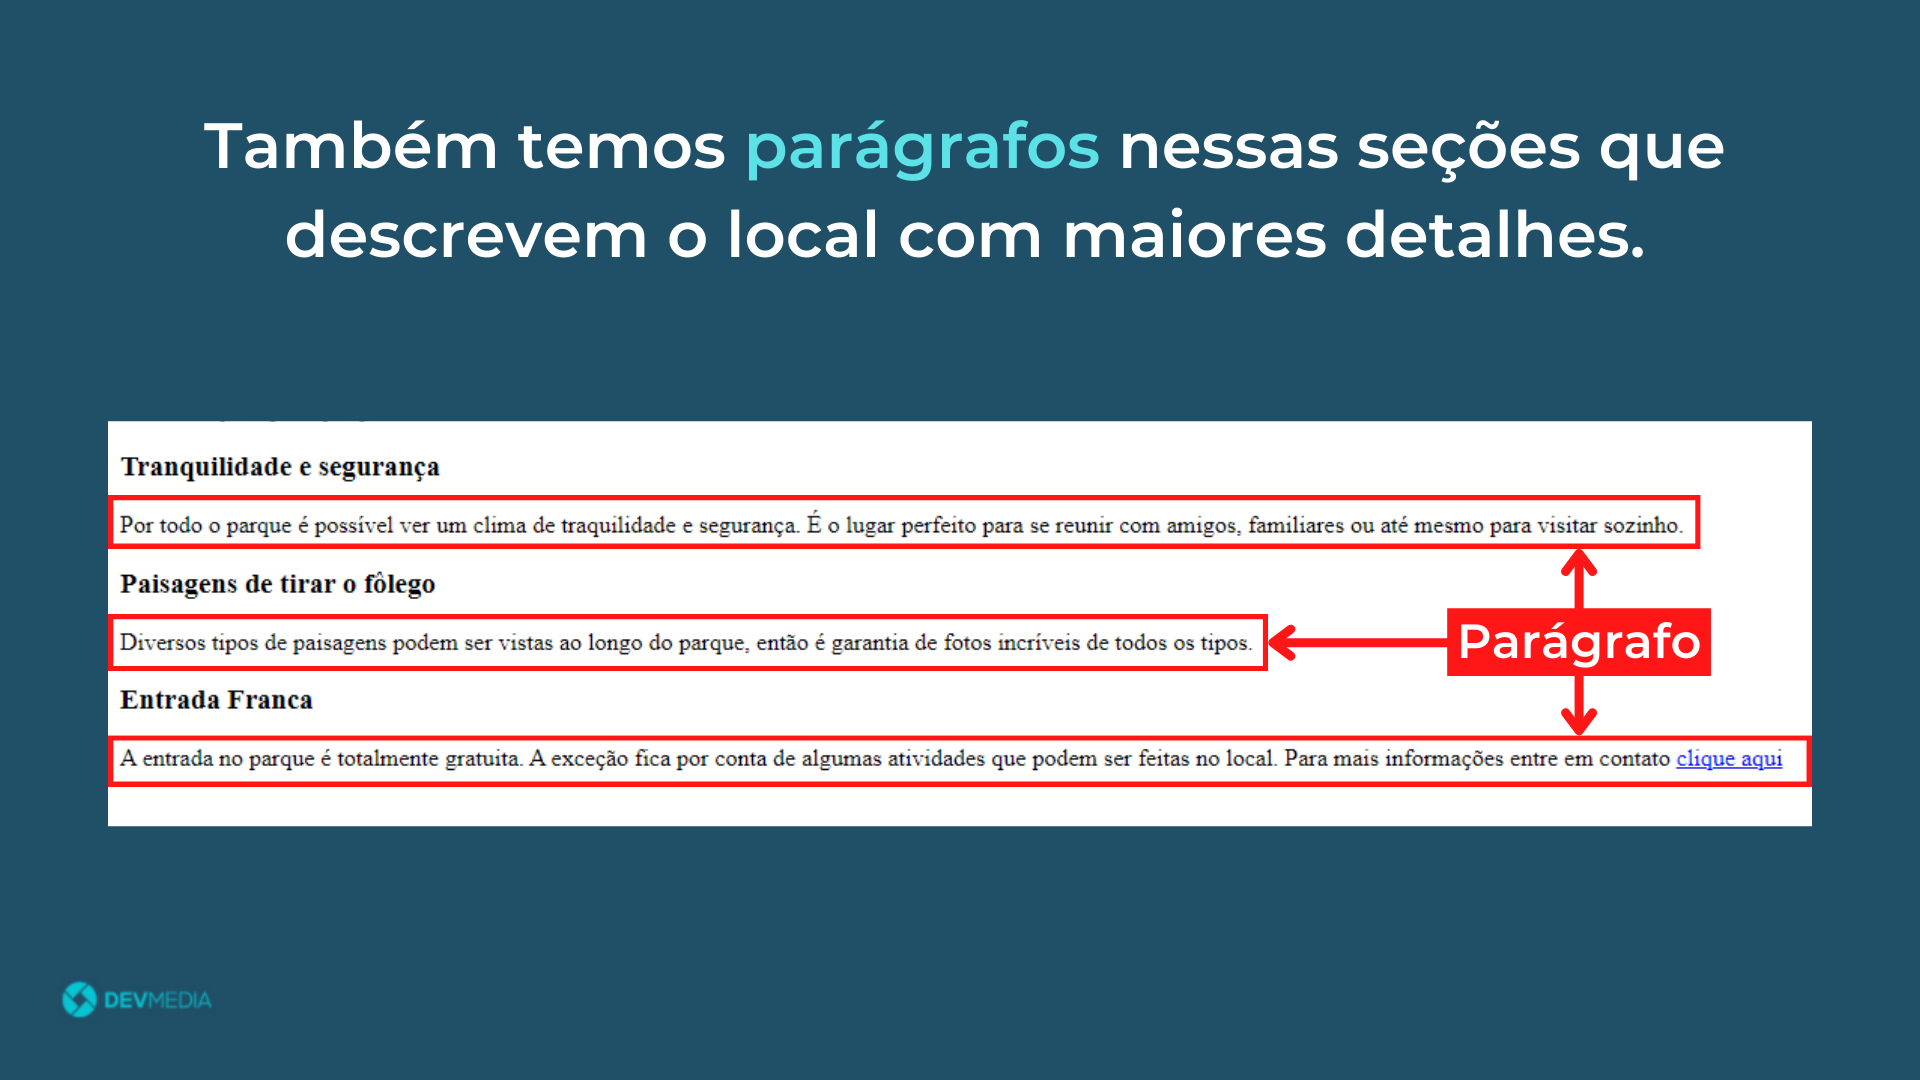 Também temos parágrafos nessas seções que
descrevem o local com maiores detalhes.
Tranquilidade e segurança
Por todo o parque é possível ver um clima de traquilidade e segurança. É o lugar perfeito para se reunir com amigos, familiares ou até mesmo para visitar sozinho.
Paisagens de tirar o fôlego
Diversos tipos de paisagens podem ser vistas ao longo do parque, então é garantia de fotos incríveis de todos os tipos.
Parágrafo
Entrada Franca
A entrada no parque é totalmente gratuita. A exceção fica por conta de algumas atividades que podem ser feitas no local. Para mais informações entre em contato clique aqui
DEVMEDIA